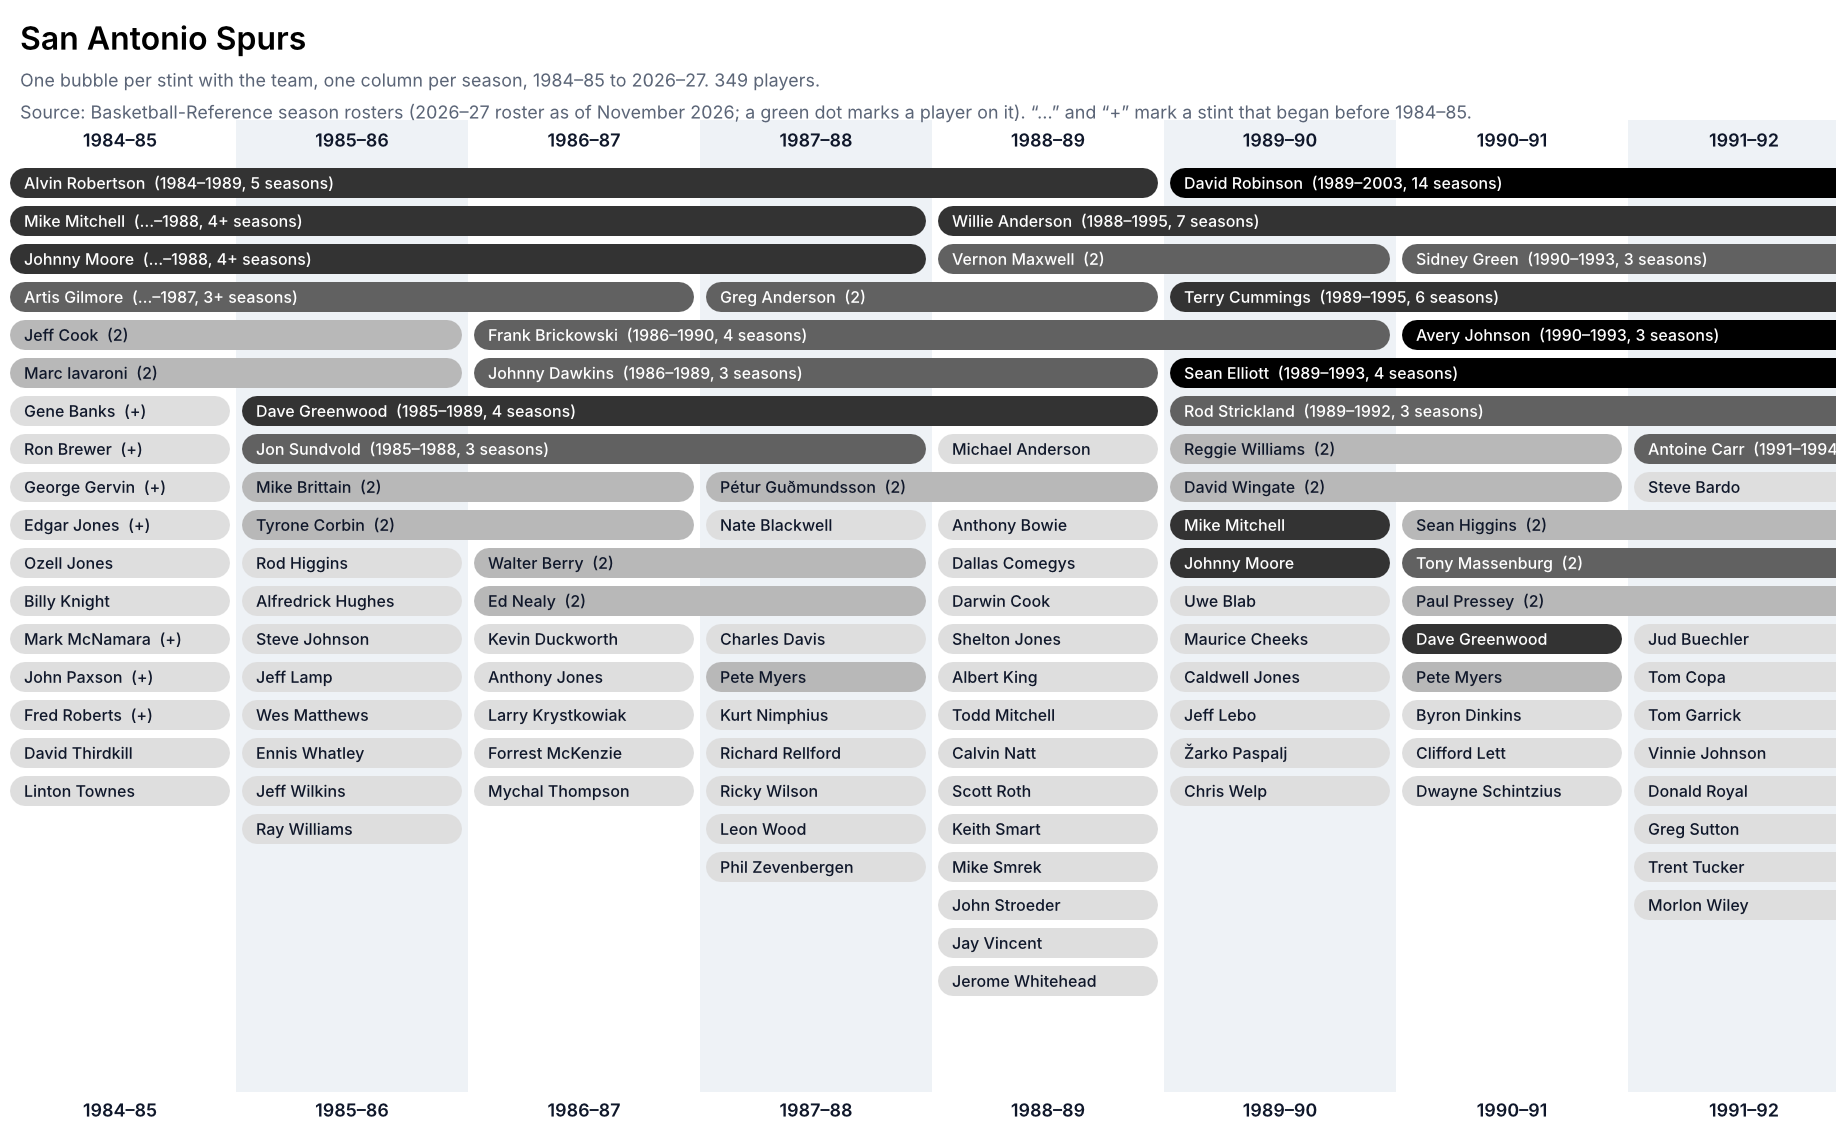 San Antonio Spurs
One bubble per stint with the team, one column per season, 1984–85 to 2026–27. 349 players.
Source: Basketball-Reference season rosters (2026–27 roster as of November 2026; a green dot marks a player on it). “…” and “+” mark a stint that began before 1984–85.
1984–85 1985–86 1986–87 1987–88 1988–89 1989–90 1990–91 1991–92
Alvin Robertson (1984–1989, 5 seasons) David Robinson (1989–2003, 14 seasons)
Mike Mitchell (…–1988, 4+ seasons) Willie Anderson (1988–1995, 7 seasons)
Johnny Moore (…–1988, 4+ seasons) Vernon Maxwell (2) Sidney Green (1990–1993, 3 seasons)
Artis Gilmore (…–1987, 3+ seasons) Greg Anderson (2) Terry Cummings (1989–1995, 6 seasons)
Jeff Cook (2) Frank Brickowski (1986–1990, 4 seasons) Avery Johnson (1990–1993, 3 seasons)
Marc Iavaroni (2) Johnny Dawkins (1986–1989, 3 seasons) Sean Elliott (1989–1993, 4 seasons)
Gene Banks (+) Dave Greenwood (1985–1989, 4 seasons) Rod Strickland (1989–1992, 3 seasons)
Ron Brewer (+) Jon Sundvold (1985–1988, 3 seasons) Michael Anderson Reggie Williams (2) Antoine Carr (1991–1994
George Gervin (+) Mike Brittain (2) Pétur Guðmundsson (2) David Wingate (2) Steve Bardo
Edgar Jones (+) Tyrone Corbin (2) Nate Blackwell Anthony Bowie Mike Mitchell Sean Higgins (2)
Ozell Jones Rod Higgins Walter Berry (2) Dallas Comegys Johnny Moore Tony Massenburg (2)
Billy Knight Alfredrick Hughes Ed Nealy (2) Darwin Cook Uwe Blab Paul Pressey (2)
Mark McNamara (+) Steve Johnson Kevin Duckworth Charles Davis Shelton Jones Maurice Cheeks Dave Greenwood Jud Buechler
John Paxson (+) Jeff Lamp Anthony Jones Pete Myers Albert King Caldwell Jones Pete Myers Tom Copa
Fred Roberts (+) Wes Matthews Larry Krystkowiak Kurt Nimphius Todd Mitchell Jeff Lebo Byron Dinkins Tom Garrick
David Thirdkill Ennis Whatley Forrest McKenzie Richard Rellford Calvin Natt Žarko Paspalj Clifford Lett Vinnie Johnson
Linton Townes Jeff Wilkins Mychal Thompson Ricky Wilson Scott Roth Chris Welp Dwayne Schintzius Donald Royal
Ray Williams Leon Wood Keith Smart Greg Sutton
Phil Zevenbergen Mike Smrek Trent Tucker
John Stroeder Morlon Wiley
Jay Vincent
Jerome Whitehead
1984–85 1985–86 1986–87 1987–88 1988–89 1989–90 1990–91 1991–92